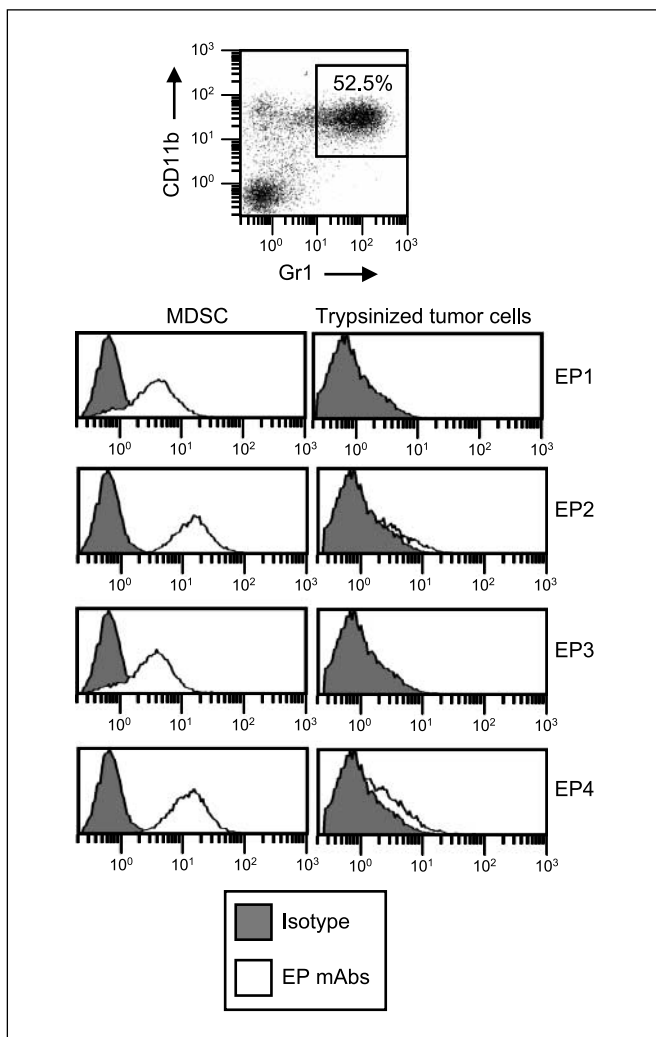 10³
10²
10¹
10⁰
CD11b
52.5%
10⁰ 10¹ 10² 10³
Gr1
MDSC Trypsinized tumor cells
EP1
10⁰ 10¹ 10² 10³ 10⁰ 10¹ 10² 10³
EP2
10⁰ 10¹ 10² 10³ 10⁰ 10¹ 10² 10³
EP3
10⁰ 10¹ 10² 10³ 10⁰ 10¹ 10² 10³
EP4
10⁰ 10¹ 10² 10³ 10⁰ 10¹ 10² 10³
Isotype
EP mAbs